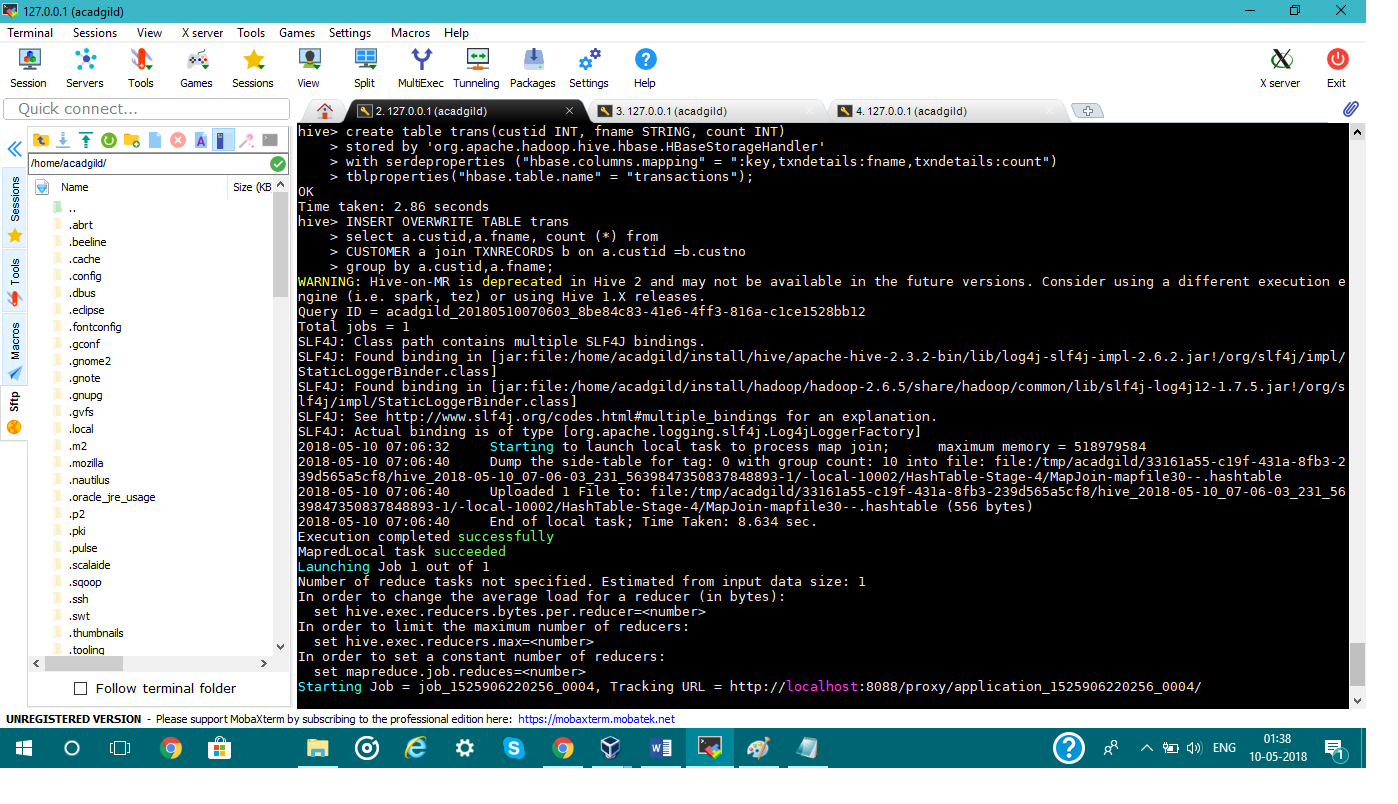 127.0.0.1 (acadgild)
Terminal Sessions View X server Tools Games Settings Macros Help
Session Servers Tools Games Sessions View Split MultiExec Tunneling Packages Settings Help X server Exit
Quick connect...
2. 127.0.0.1 (acadgild)
3. 127.0.0.1 (acadgild)
4. 127.0.0.1 (acadgild)
/home/acadgild/
Name Size (KB
..
.abrt
.beeline
.cache
.config
.dbus
.eclipse
.fontconfig
.gconf
.gnome2
.gnote
.gnupg
.gvfs
.local
.m2
.mozilla
.nautilus
.oracle_jre_usage
.p2
.pki
.pulse
.scalaide
.sqoop
.ssh
.swt
.thumbnails
.tooling
Follow terminal folder
Sessions
Tools
Macros
Sftp
hive> create table trans(custid INT, fname STRING, count INT)
> stored by 'org.apache.hadoop.hive.hbase.HBaseStorageHandler'
> with serdeproperties ("hbase.columns.mapping" = ":key,txndetails:fname,txndetails:count")
> tblproperties("hbase.table.name" = "transactions");
OK
Time taken: 2.86 seconds
hive> INSERT OVERWRITE TABLE trans
> select a.custid,a.fname, count (*) from
> CUSTOMER a join TXNRECORDS b on a.custid =b.custno
> group by a.custid,a.fname;
WARNING: Hive-on-MR is deprecated in Hive 2 and may not be available in the future versions. Consider using a different execution e
ngine (i.e. spark, tez) or using Hive 1.X releases.
Query ID = acadgild_20180510070603_8be84c83-41e6-4ff3-816a-c1ce1528bb12
Total jobs = 1
SLF4J: Class path contains multiple SLF4J bindings.
SLF4J: Found binding in [jar:file:/home/acadgild/install/hive/apache-hive-2.3.2-bin/lib/log4j-slf4j-impl-2.6.2.jar!/org/slf4j/impl/
StaticLoggerBinder.class]
SLF4J: Found binding in [jar:file:/home/acadgild/install/hadoop/hadoop-2.6.5/share/hadoop/common/lib/slf4j-log4j12-1.7.5.jar!/org/s
lf4j/impl/StaticLoggerBinder.class]
SLF4J: See http://www.slf4j.org/codes.html#multiple_bindings for an explanation.
SLF4J: Actual binding is of type [org.apache.logging.slf4j.Log4jLoggerFactory]
2018-05-10 07:06:32 Starting to launch local task to process map join; maximum memory = 518979584
2018-05-10 07:06:40 Dump the side-table for tag: 0 with group count: 10 into file: file:/tmp/acadgild/33161a55-c19f-431a-8fb3-2
39d565a5cf8/hive_2018-05-10_07-06-03_231_5639847350837848893-1/-local-10002/HashTable-Stage-4/MapJoin-mapfile30--.hashtable
2018-05-10 07:06:40 Uploaded 1 File to: file:/tmp/acadgild/33161a55-c19f-431a-8fb3-239d565a5cf8/hive_2018-05-10_07-06-03_231_56
39847350837848893-1/-local-10002/HashTable-Stage-4/MapJoin-mapfile30--.hashtable (556 bytes)
2018-05-10 07:06:40 End of local task; Time Taken: 8.634 sec.
Execution completed successfully
MapredLocal task succeeded
Launching Job 1 out of 1
Number of reduce tasks not specified. Estimated from input data size: 1
In order to change the average load for a reducer (in bytes):
set hive.exec.reducers.bytes.per.reducer=<number>
In order to limit the maximum number of reducers:
set hive.exec.reducers.max=<number>
In order to set a constant number of reducers:
set mapreduce.job.reduces=<number>
Starting Job = job_1525906220256_0004, Tracking URL = http://localhost:8088/proxy/application_1525906220256_0004/
UNREGISTERED VERSION - Please support MobaXterm by subscribing to the professional edition here: https://mobaxterm.mobatek.net
ENG
01:38
10-05-2018
1